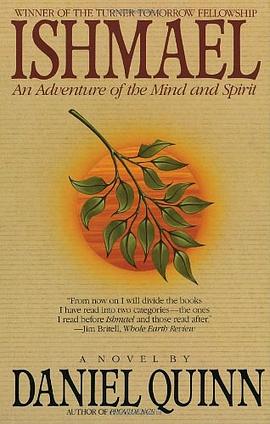 WINNER OF THE TURNER TOMORROW FELLOWSHIP
ISHMAEL
An Adventure of the Mind and Spirit
"From now on I will divide the books
I have read into two categories—the ones
I read before Ishmael and those read after."
—Jim Britell, Whole Earth Review
A NOVEL BY
DANIEL QUINN
AUTHOR OF PROVIDENCE